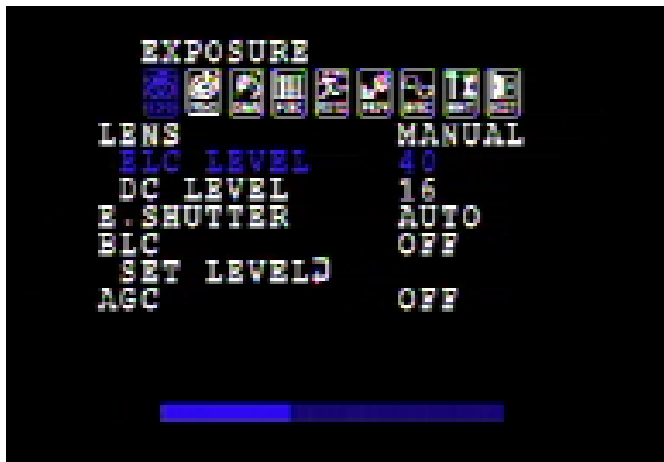 EXPOSURE
LENS MANUAL
ELC LEVEL 40
DC LEVEL 16
E.SHUTTER AUTO
BLC OFF
SET LEVEL↲
AGC OFF